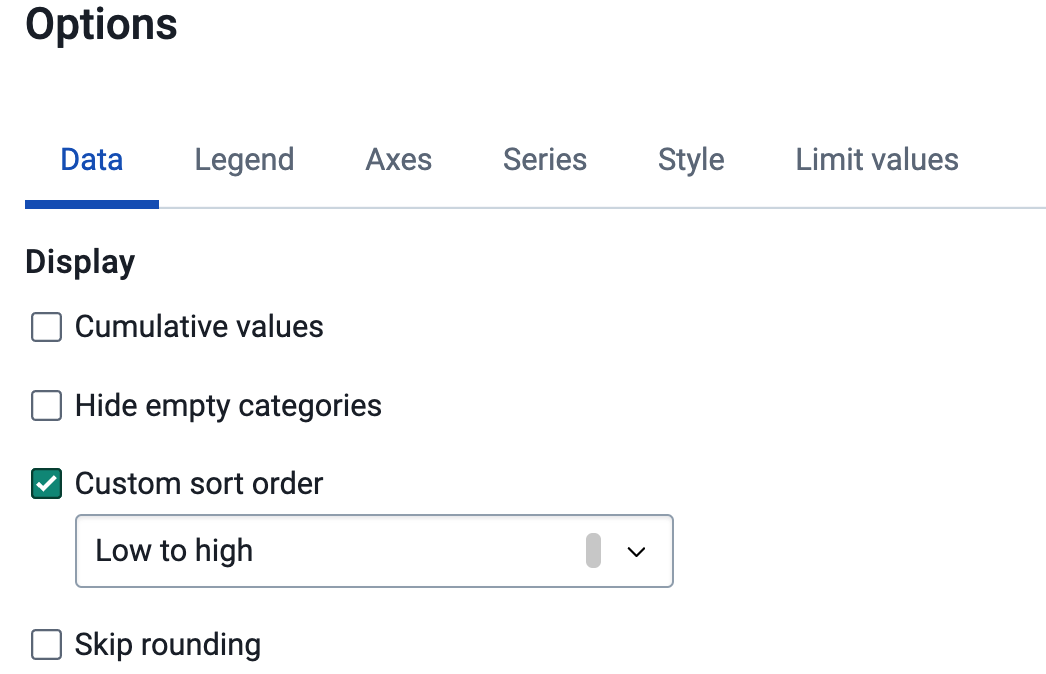 Options
Data Legend Axes Series Style Limit values
Display
Cumulative values
Hide empty categories
Custom sort order
Low to high
Skip rounding